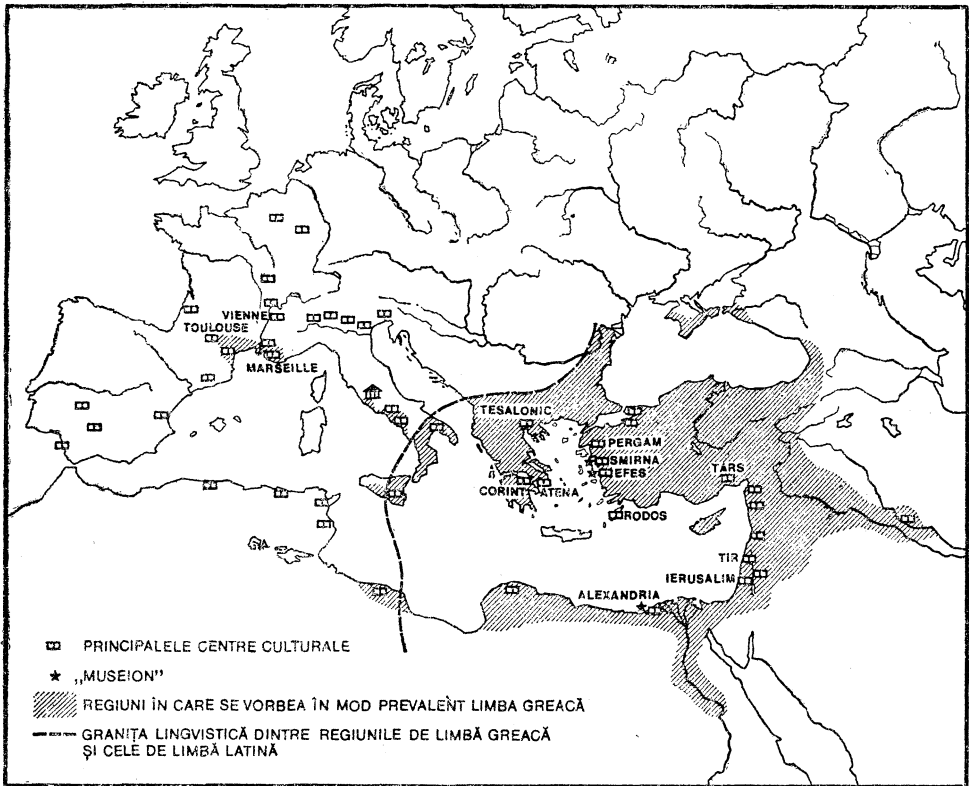 VIENNE
TOULOUSE
MARSEILLE
TESALONIC
PERGAM
SMIRNA
EFES
TARS
CORINT
ATENA
RODOS
TIR
IERUSALIM
ALEXANDRIA
PRINCIPALELE CENTRE CULTURALE
„MUSEION”
REGIUNI ÎN CARE SE VORBEA ÎN MOD PREVALENT LIMBA GREACĂ
GRANIȚA LINGVISTICĂ DINTRE REGIUNILE DE LIMBĂ GREACĂ
ȘI CELE DE LIMBĂ LATINĂ